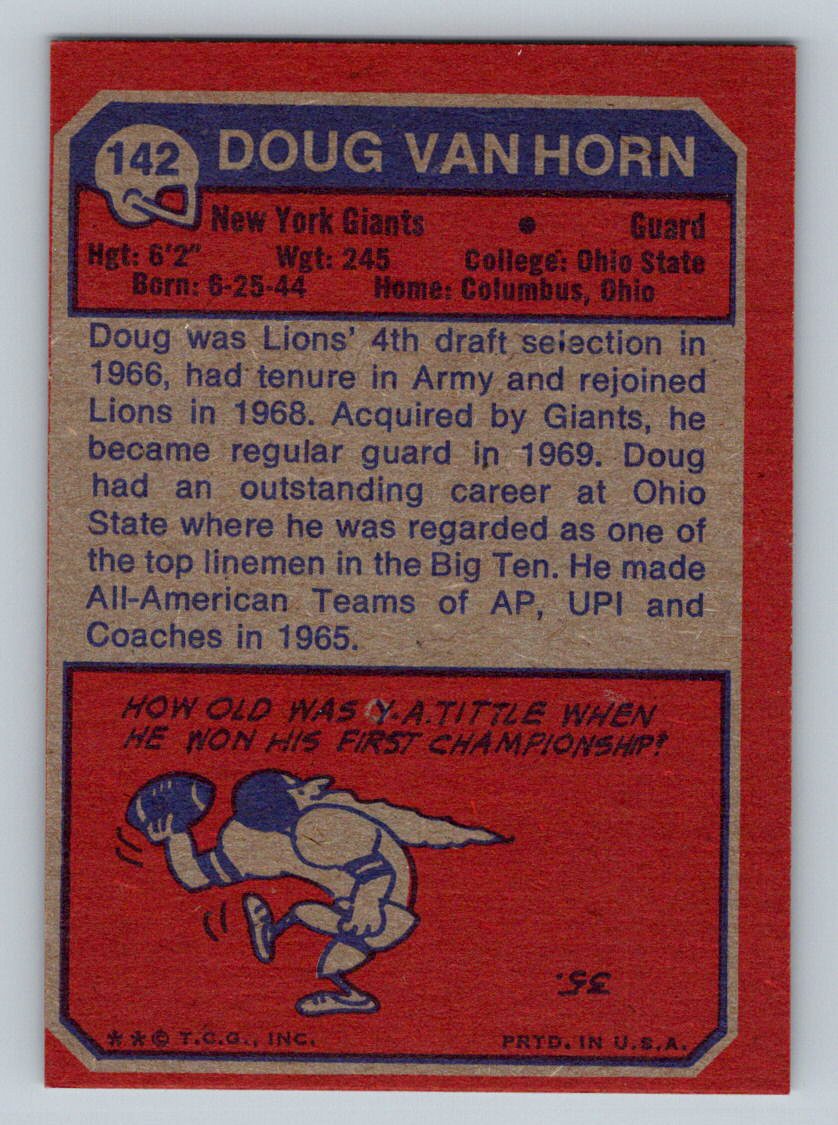 142 DOUG VAN HORN
New York Giants • Guard
Hgt: 6'2" Wgt: 245 College: Ohio State
Born: 6-25-44 Home: Columbus, Ohio
Doug was Lions' 4th draft selection in
1966, had tenure in Army and rejoined
Lions in 1968. Acquired by Giants, he
became regular guard in 1969. Doug
had an outstanding career at Ohio
State where he was regarded as one of
the top linemen in the Big Ten. He made
All-American Teams of AP, UPI and
Coaches in 1965.
HOW OLD WAS Y.A. TITTLE WHEN
HE WON HIS FIRST CHAMPIONSHIP?
35.
**© T.C.G., INC. PRTD. IN U.S.A.